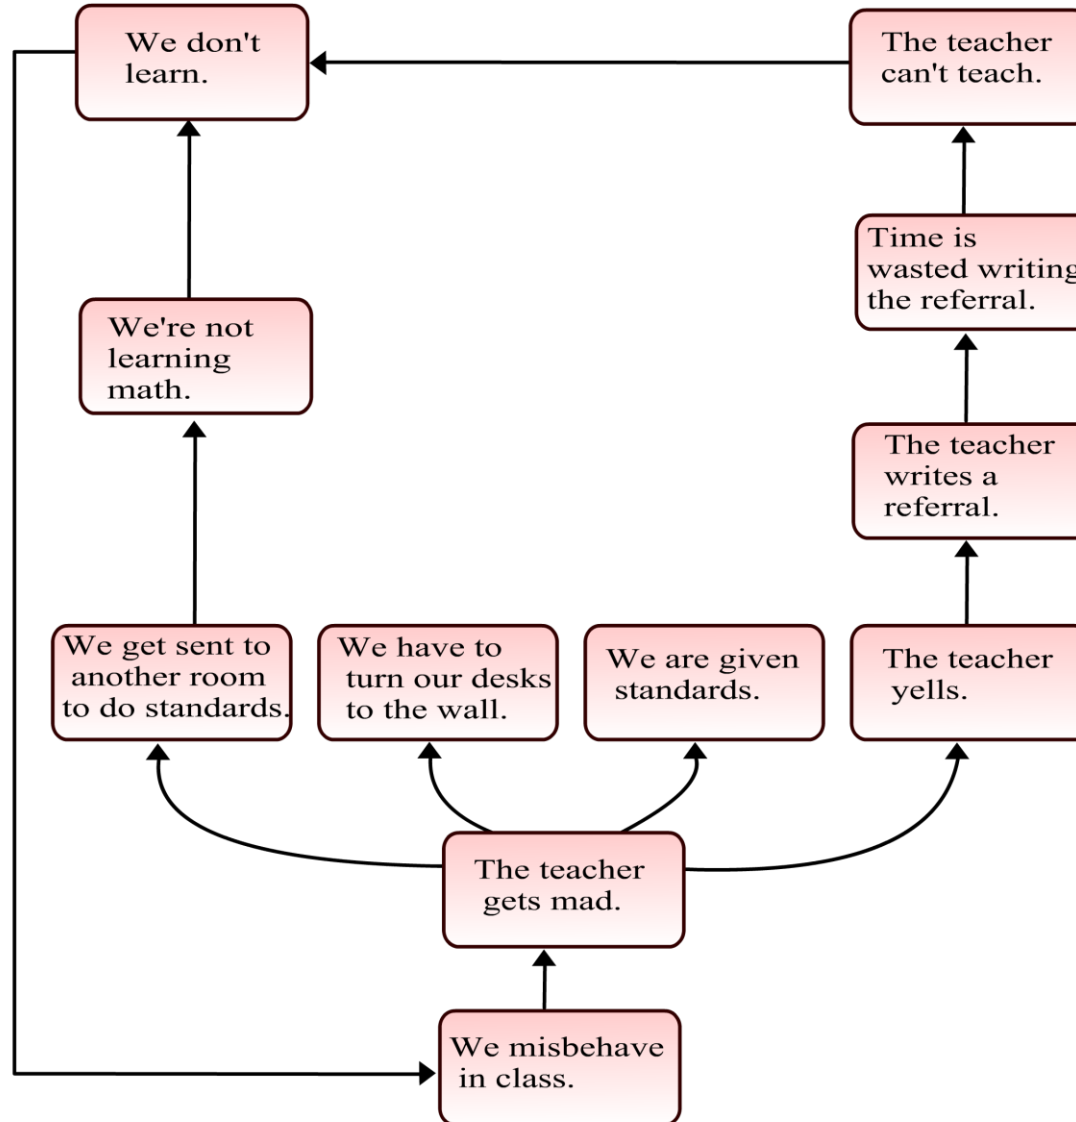 We don't
learn.
The teacher
can't teach.
Time is
wasted writing
the referral.
We're not
learning
math.
The teacher
writes a
referral.
We get sent to
another room
to do standards.
We have to
turn our desks
to the wall.
We are given
standards.
The teacher
yells.
The teacher
gets mad.
We misbehave
in class.